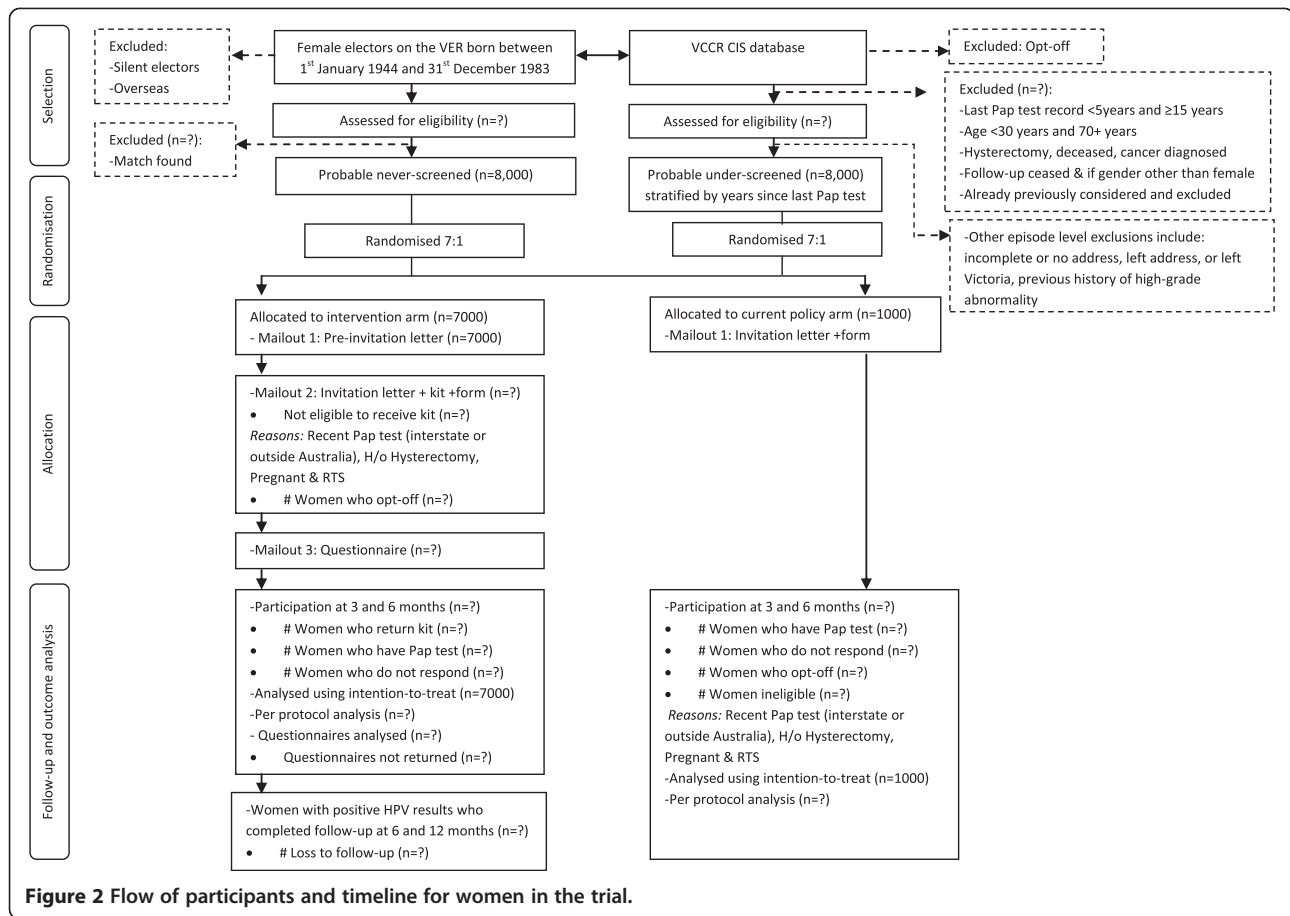 Selection
Excluded:
-Silent electors
-Overseas
Female electors on the VER born between
1st January 1944 and 31st December 1983
VCCR CIS database
Excluded: Opt-off
Excluded (n=?):
-Last Pap test record <5years and ≥15 years
-Age <30 years and 70+ years
-Hysterectomy, deceased, cancer diagnosed
-Follow-up ceased & if gender other than female
-Already previously considered and excluded
Assessed for eligibility (n=?)
Assessed for eligibility (n=?)
Excluded (n=?):
-Match found
Probable never-screened (n=8,000)
Probable under-screened (n=8,000)
stratified by years since last Pap test
Randomisation
Randomised 7:1
Randomised 7:1
-Other episode level exclusions include:
incomplete or no address, left address, or left
Victoria, previous history of high-grade
abnormality
Allocation
Allocated to intervention arm (n=7000)
- Mailout 1: Pre-invitation letter (n=7000)
Allocated to current policy arm (n=1000)
-Mailout 1: Invitation letter +form
-Mailout 2: Invitation letter + kit +form (n=?)
• Not eligible to receive kit (n=?)
Reasons: Recent Pap test (interstate or
outside Australia), H/o Hysterectomy,
Pregnant & RTS
• # Women who opt-off (n=?)
-Mailout 3: Questionnaire (n=?)
Follow-up and outcome analysis
-Participation at 3 and 6 months (n=?)
• # Women who return kit (n=?)
• # Women who have Pap test (n=?)
• # Women who do not respond (n=?)
-Analysed using intention-to-treat (n=7000)
-Per protocol analysis (n=?)
- Questionnaires analysed (n=?)
• Questionnaires not returned (n=?)
-Women with positive HPV results who
completed follow-up at 6 and 12 months (n=?)
• # Loss to follow-up (n=?)
-Participation at 3 and 6 months (n=?)
• # Women who have Pap test (n=?)
• # Women who do not respond (n=?)
• # Women who opt-off (n=?)
• # Women ineligible (n=?)
Reasons: Recent Pap test (interstate or
outside Australia), H/o Hysterectomy,
Pregnant & RTS
-Analysed using intention-to-treat (n=1000)
-Per protocol analysis (n=?)
Figure 2 Flow of participants and timeline for women in the trial.